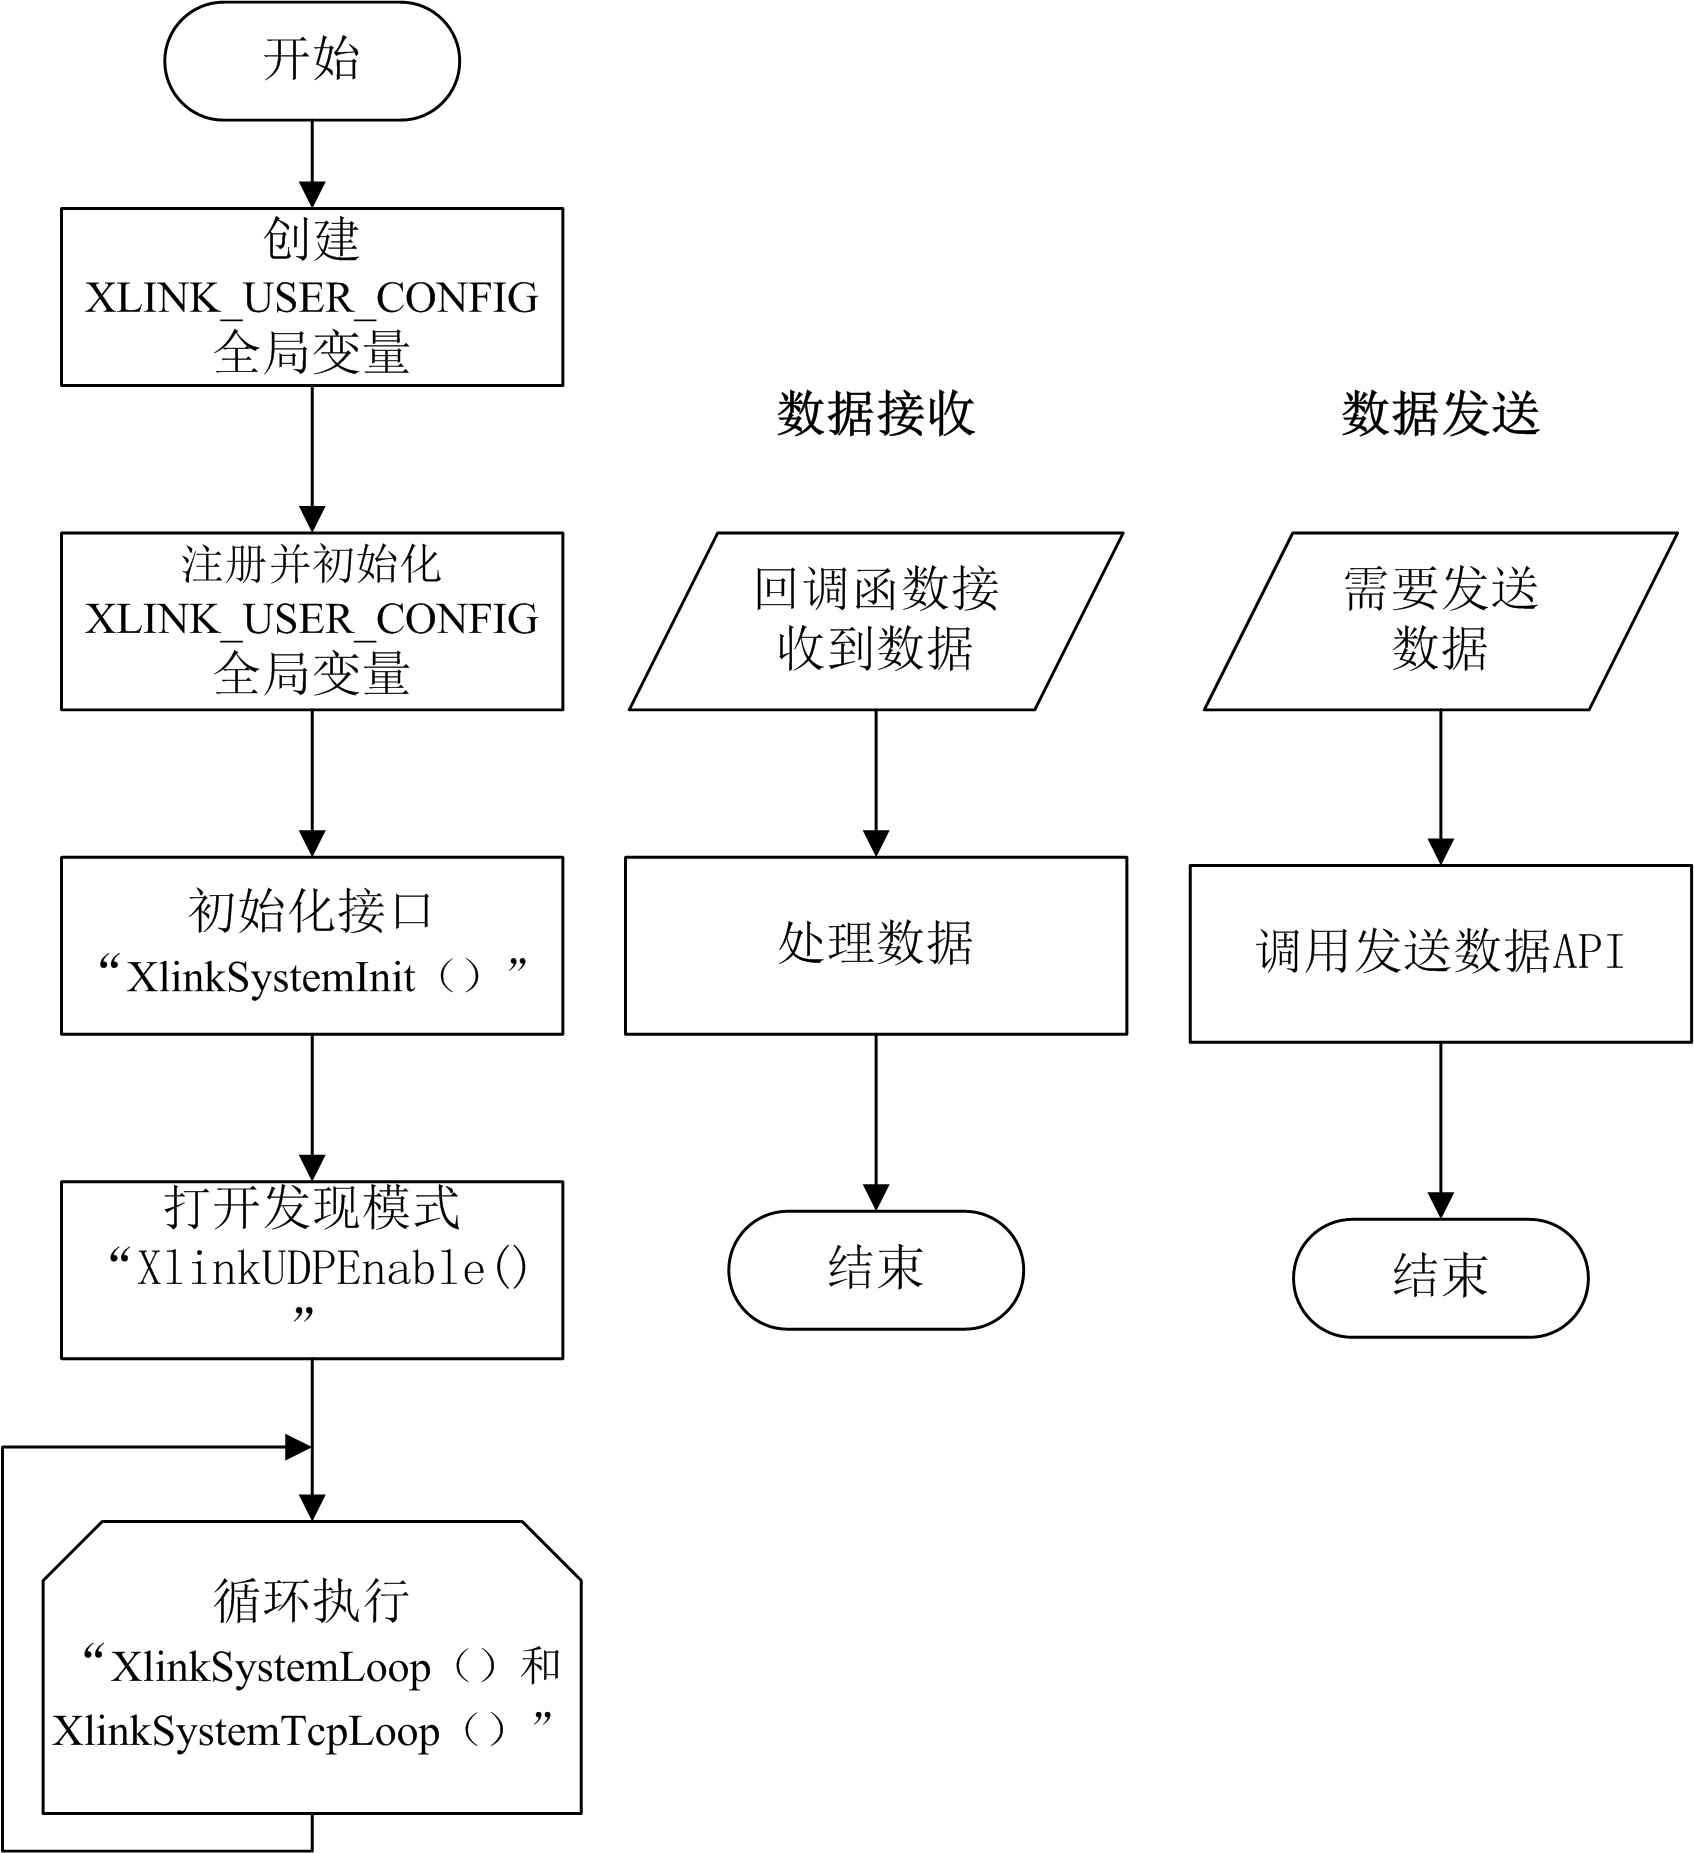 开始
创建
XLINK_USER_CONFIG
全局变量
注册并初始化
XLINK_USER_CONFIG
全局变量
初始化接口
“XlinkSystemInit（）”
打开发现模式
“XlinkUDPEnable()
”
循环执行
“XlinkSystemLoop（）和
XlinkSystemTcpLoop（）”
数据接收
回调函数接
收到数据
处理数据
结束
数据发送
需要发送
数据
调用发送数据API
结束